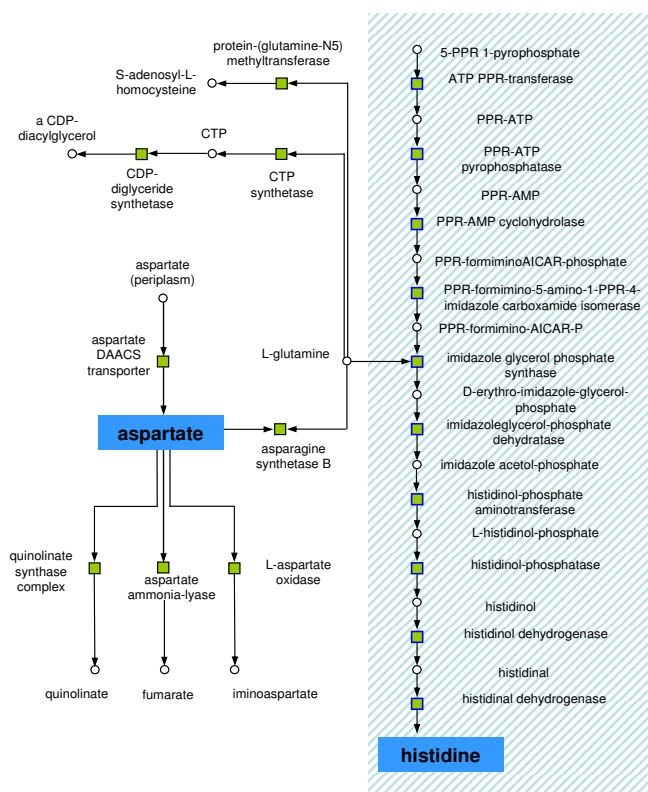 protein-(glutamine-N5)
methyltransferase
S-adenosyl-L-
homocysteine
a CDP-
diacylglycerol
CTP
CDP-
diglyceride
synthetase
CTP
synthetase
aspartate
(periplasm)
aspartate
DAACS
transporter
L-glutamine
aspartate
asparagine
synthetase B
quinolinate
synthase
complex
aspartate
ammonia-lyase
L-aspartate
oxidase
quinolinate
fumarate
iminoaspartate
5-PPR 1-pyrophosphate
ATP PPR-transferase
PPR-ATP
PPR-ATP
pyrophosphatase
PPR-AMP
PPR-AMP cyclohydrolase
PPR-formiminoAICAR-phosphate
PPR-formimino-5-amino-1-PPR-4-
imidazole carboxamide isomerase
PPR-formimino-AICAR-P
imidazole glycerol phosphate
synthase
D-erythro-imidazole-glycerol-
phosphate
imidazoleglycerol-phosphate
dehydratase
imidazole acetol-phosphate
histidinol-phosphate
aminotransferase
L-histidinol-phosphate
histidinol-phosphatase
histidinol
histidinol dehydrogenase
histidinal
histidinal dehydrogenase
histidine